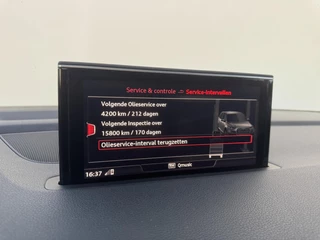 Service & controle -> Service-intervallen
Volgende Olieservice over
4200 km / 212 dagen
Volgende Inspectie over
15800 km / 170 dagen
Olieservice-interval terugzetten
16:37
Qmusic